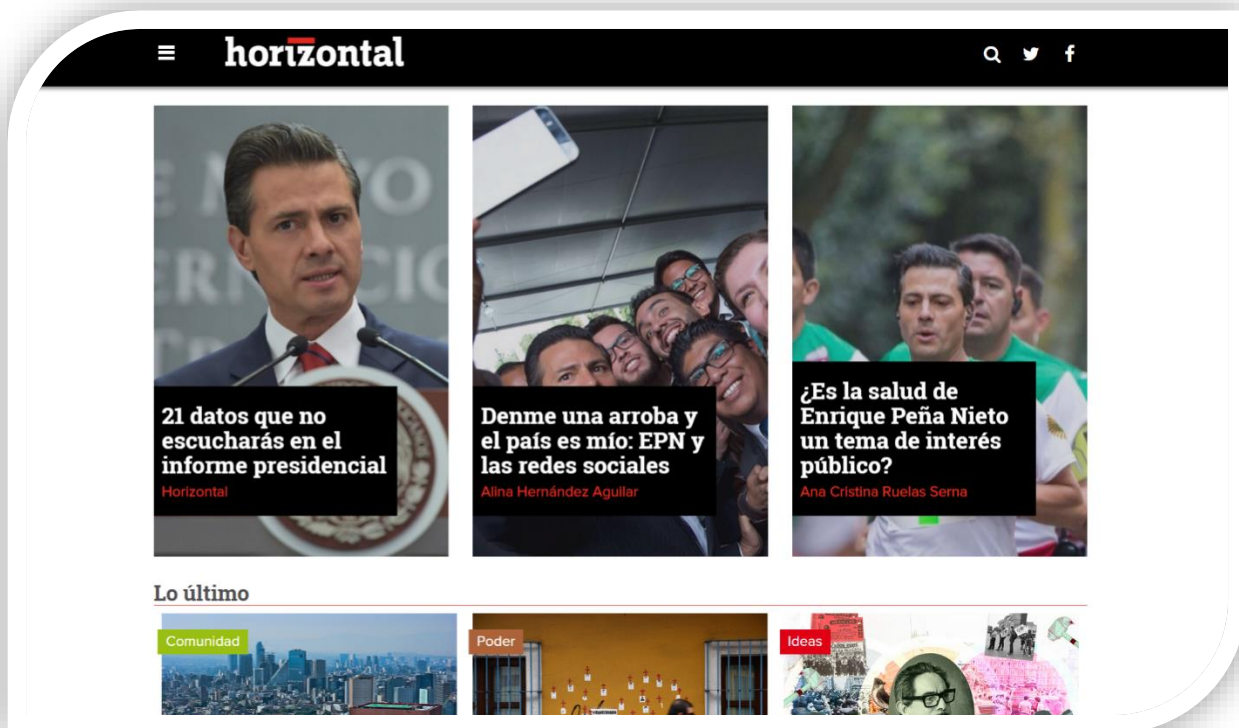 horizontal
21 datos que no
escucharás en el
informe presidencial
Horizontal
Denme una arroba y
el país es mío: EPN y
las redes sociales
Alina Hernández Aguilar
¿Es la salud de
Enrique Peña Nieto
un tema de interés
público?
Ana Cristina Ruelas Serna
Lo último
Comunidad
Poder
Ideas